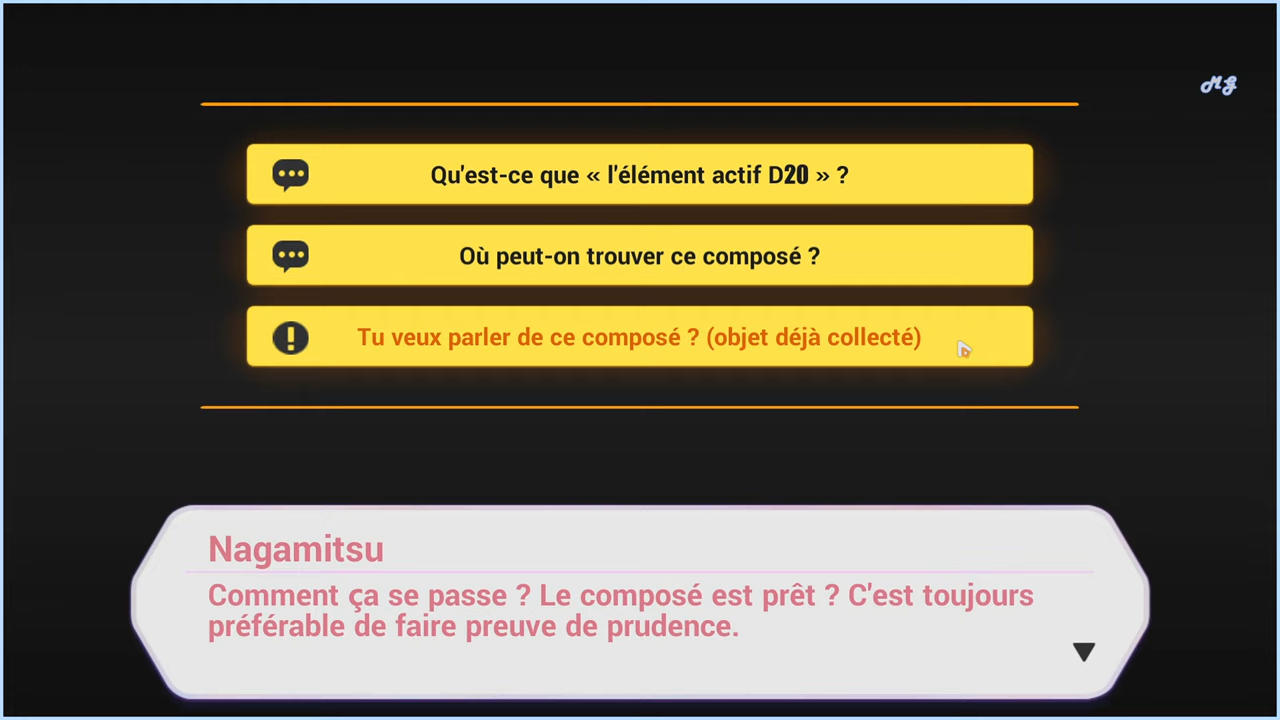 MG
Qu'est-ce que « l'élément actif D20 » ?
Où peut-on trouver ce composé ?
Tu veux parler de ce composé ? (objet déjà collecté)
Nagamitsu
Comment ça se passe ? Le composé est prêt ? C'est toujours
préférable de faire preuve de prudence.